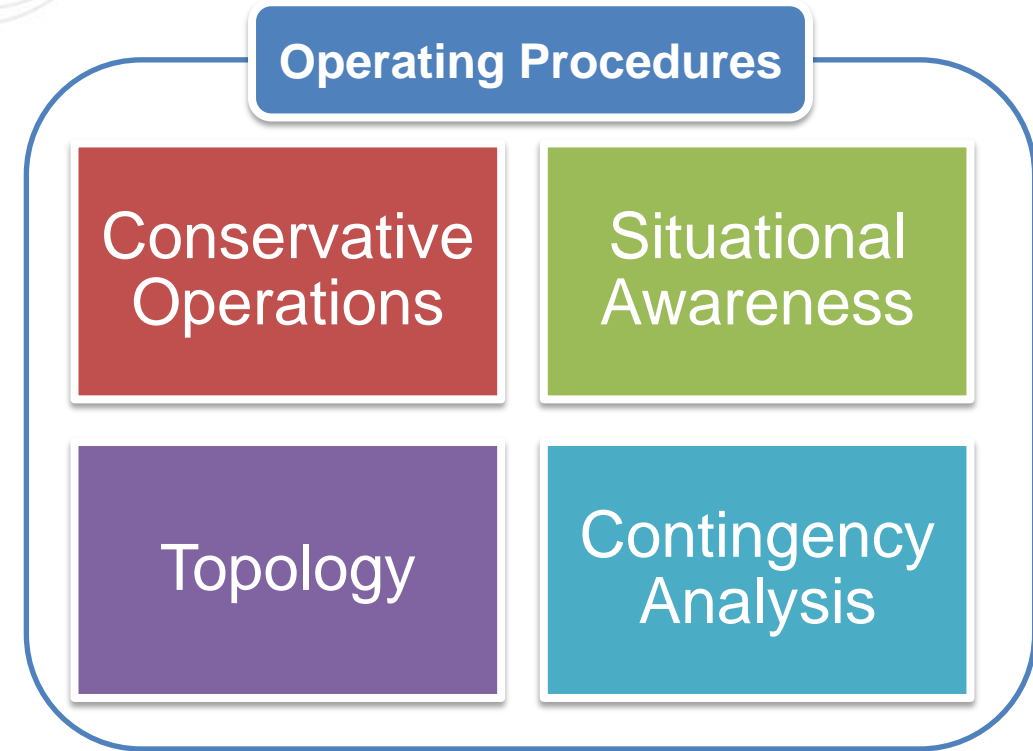 Operating Procedures
Conservative
Operations
Situational
Awareness
Topology
Contingency
Analysis